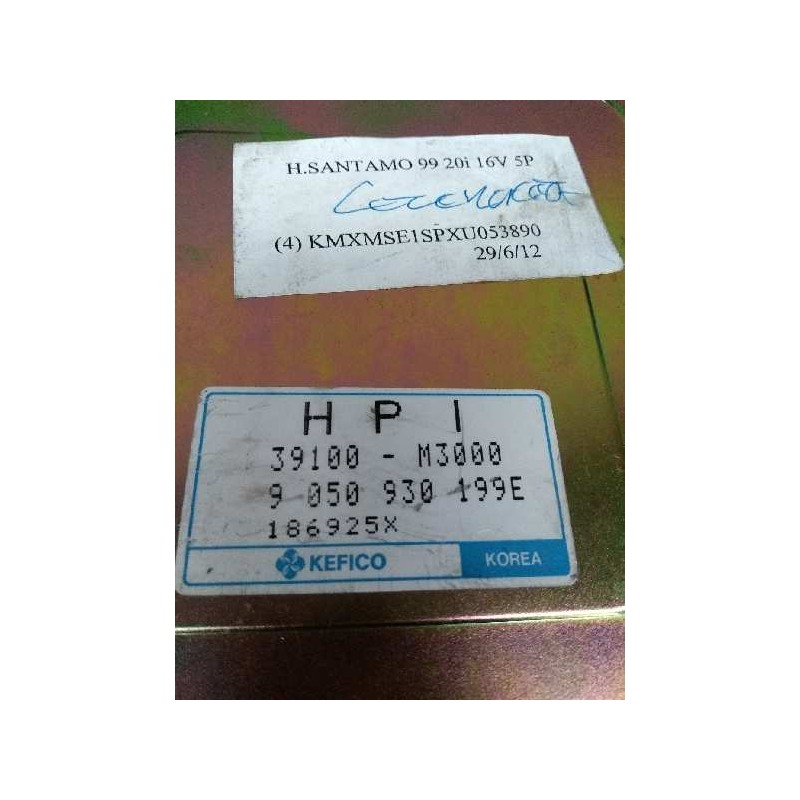 H.SANTAMO 99 20i 16V 5P
(4) KMXMSE1SPXU053890
29/6/12
H P I
39100 - M3000
9 050 930 199E
186925X
KEFICO KOREA